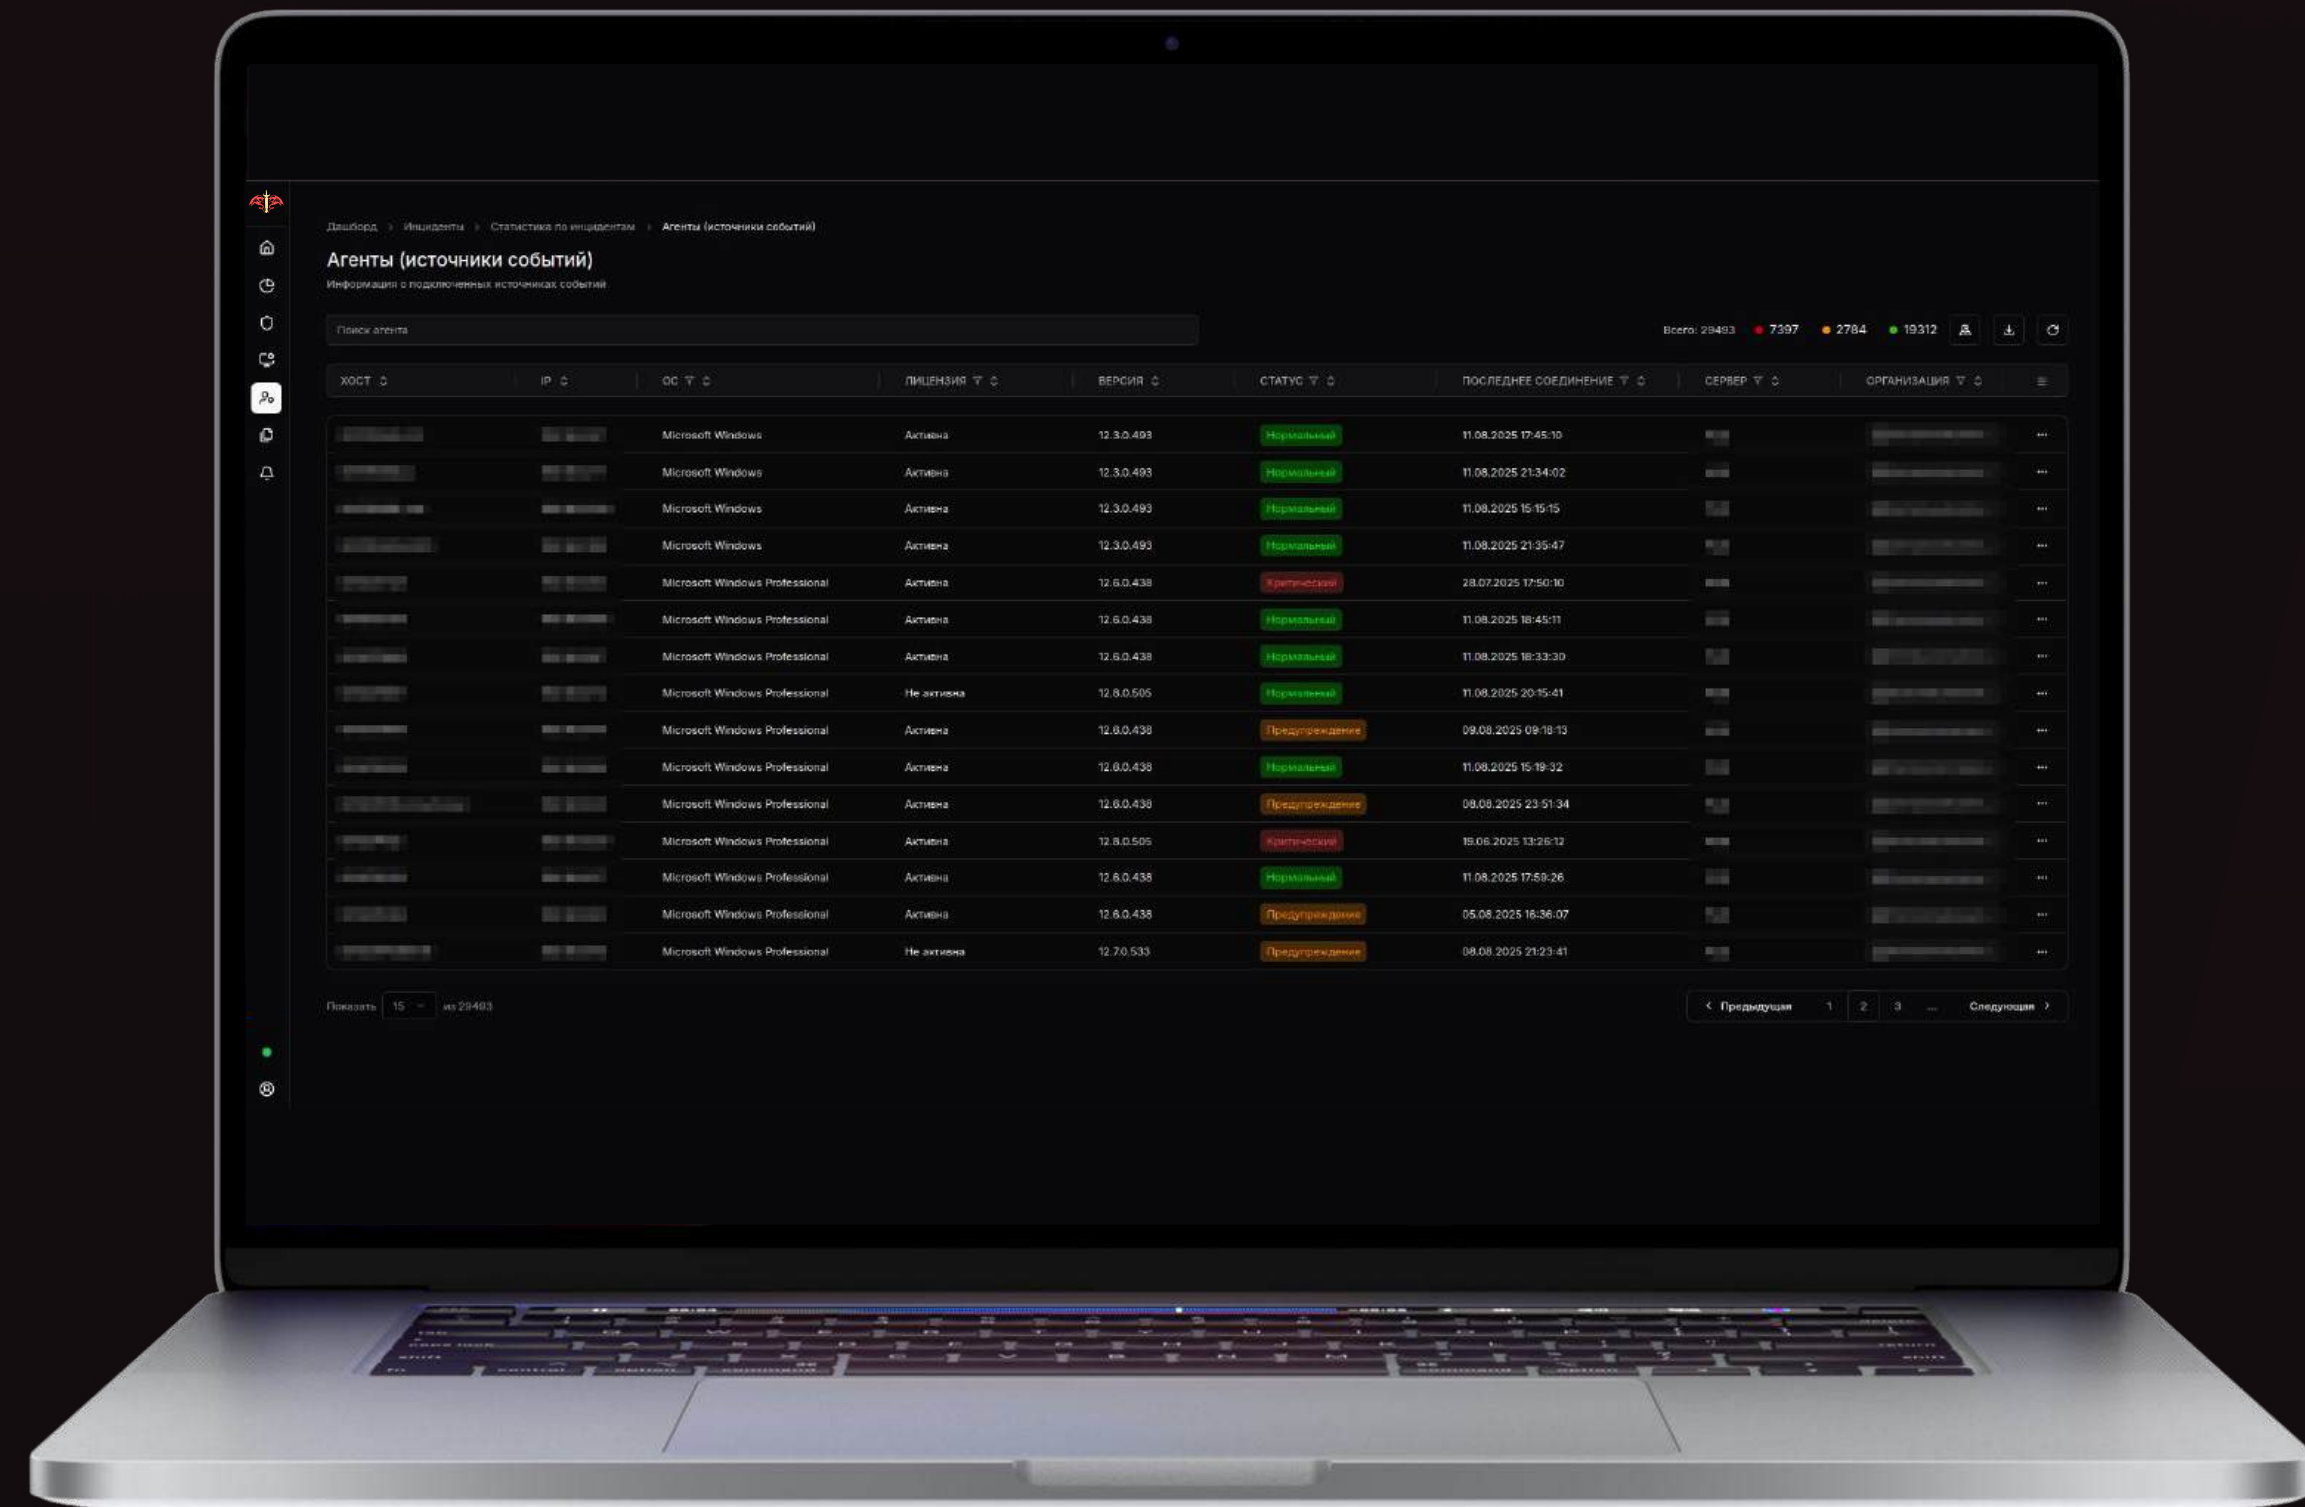 Дашборд > Инциденты > Статистика по инцидентам > Агенты (источники событий)
Агенты (источники событий)
Информация о подключенных источниках событий
Поиск агента
Всего: 29493 7397 2784 19312
ХОСТ IP ОС ЛИЦЕНЗИЯ ВЕРСИЯ СТАТУС ПОСЛЕДНЕЕ СОЕДИНЕНИЕ СЕРВЕР ОРГАНИЗАЦИЯ
Microsoft Windows Активна 12.3.0.493 Нормальный 11.08.2025 17:45:10
Microsoft Windows Активна 12.3.0.493 Нормальный 11.08.2025 21:34:02
Microsoft Windows Активна 12.3.0.493 Нормальный 11.08.2025 15:15:15
Microsoft Windows Активна 12.3.0.493 Нормальный 11.08.2025 21:35:47
Microsoft Windows Professional Активна 12.6.0.438 Критический 28.07.2025 17:50:10
Microsoft Windows Professional Активна 12.6.0.438 Нормальный 11.08.2025 18:45:11
Microsoft Windows Professional Активна 12.6.0.438 Нормальный 11.08.2025 18:33:30
Microsoft Windows Professional Не активна 12.8.0.505 Нормальный 11.08.2025 20:15:41
Microsoft Windows Professional Активна 12.6.0.438 Предупреждение 09.08.2025 09:18:13
Microsoft Windows Professional Активна 12.6.0.438 Нормальный 11.08.2025 15:19:32
Microsoft Windows Professional Активна 12.6.0.438 Предупреждение 08.08.2025 23:51:34
Microsoft Windows Professional Активна 12.8.0.505 Критический 19.06.2025 13:26:12
Microsoft Windows Professional Активна 12.6.0.438 Нормальный 11.08.2025 17:59:26
Microsoft Windows Professional Активна 12.6.0.438 Предупреждение 05.08.2025 16:36:07
Microsoft Windows Professional Не активна 12.7.0.533 Предупреждение 08.08.2025 21:23:41
Показать 15 из 29493
< Предыдущая 1 2 3 ... Следующая >